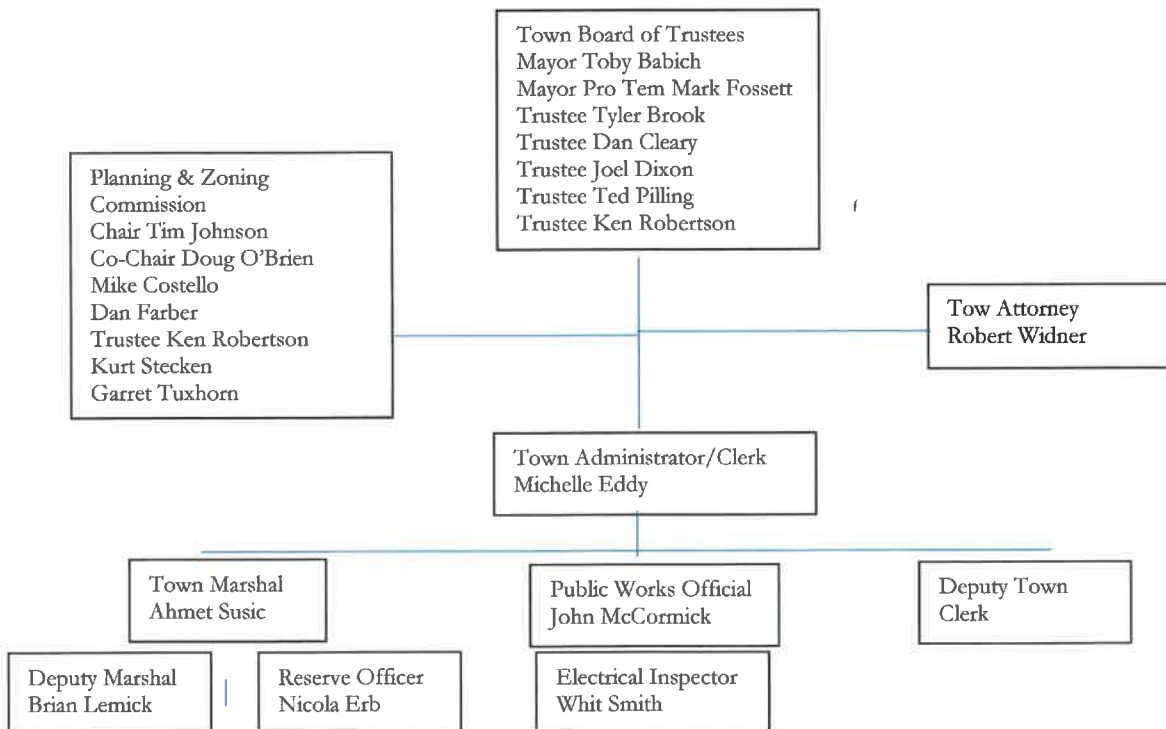 Town Board of Trustees
Mayor Toby Babich
Mayor Pro Tem Mark Fossett
Trustee Tyler Brook
Trustee Dan Cleary
Trustee Joel Dixon
Trustee Ted Pilling
Trustee Ken Robertson
Planning & Zoning
Commission
Chair Tim Johnson
Co-Chair Doug O'Brien
Mike Costello
Dan Farber
Trustee Ken Robertson
Kurt Stecken
Garret Tuxhorn
Tow Attorney
Robert Widner
Town Administrator/Clerk
Michelle Eddy
Town Marshal
Ahmet Susic
Public Works Official
John McCormick
Deputy Town
Clerk
Deputy Marshal
Brian Lemick
Reserve Officer
Nicola Erb
Electrical Inspector
Whit Smith